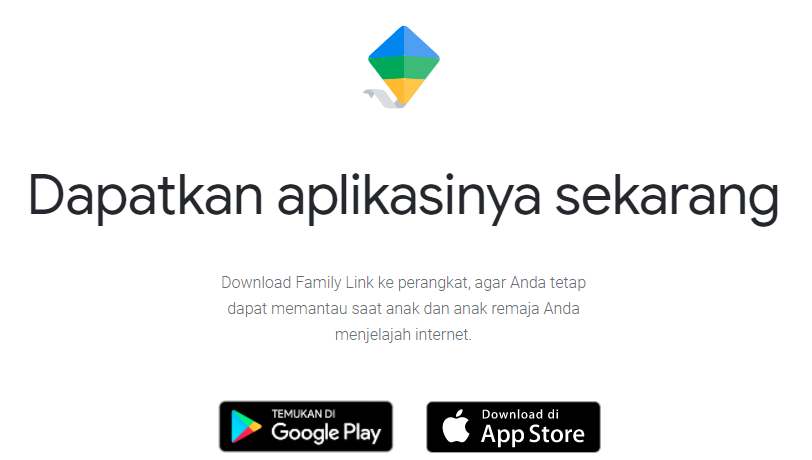 Dapatkan aplikasinya sekarang
Download Family Link ke perangkat, agar Anda tetap
dapat memantau saat anak dan anak remaja Anda
menjelajah internet.
TEMUKAN DI
Google Play
Download di
App Store